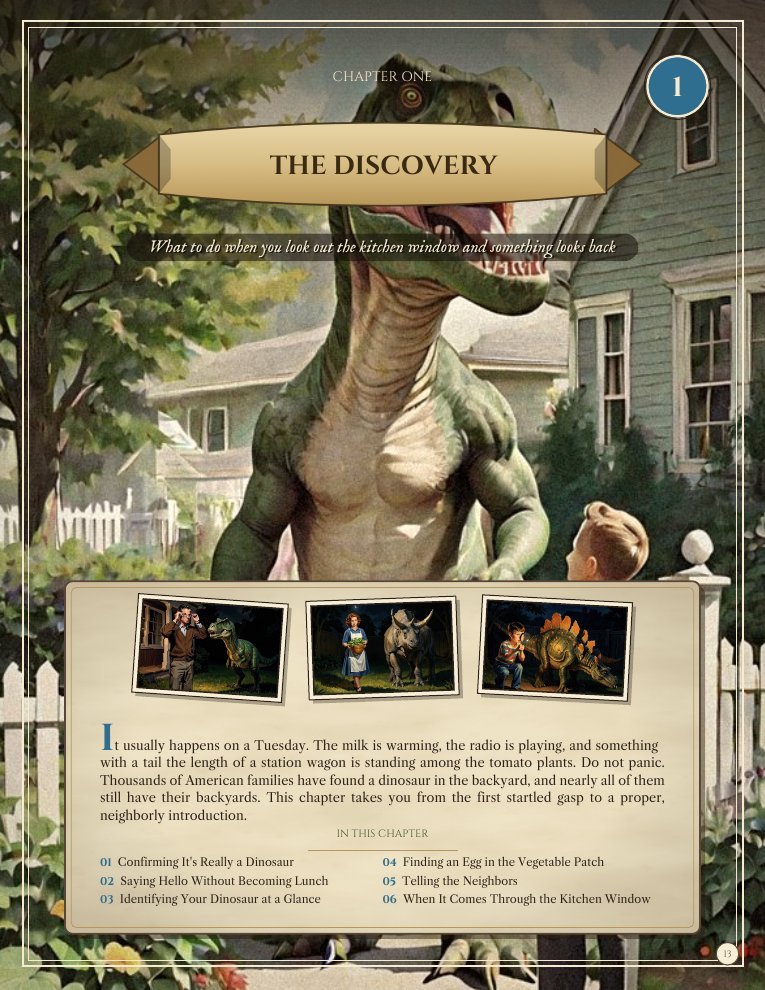 CHAPTER ONE
1
THE DISCOVERY
What to do when you look out the kitchen window and something looks back
It usually happens on a Tuesday. The milk is warming, the radio is playing, and something
with a tail the length of a station wagon is standing among the tomato plants. Do not panic.
Thousands of American families have found a dinosaur in the backyard, and nearly all of them
still have their backyards. This chapter takes you from the first startled gasp to a proper,
neighborly introduction.
IN THIS CHAPTER
01 Confirming It's Really a Dinosaur
02 Saying Hello Without Becoming Lunch
03 Identifying Your Dinosaur at a Glance
04 Finding an Egg in the Vegetable Patch
05 Telling the Neighbors
06 When It Comes Through the Kitchen Window
13